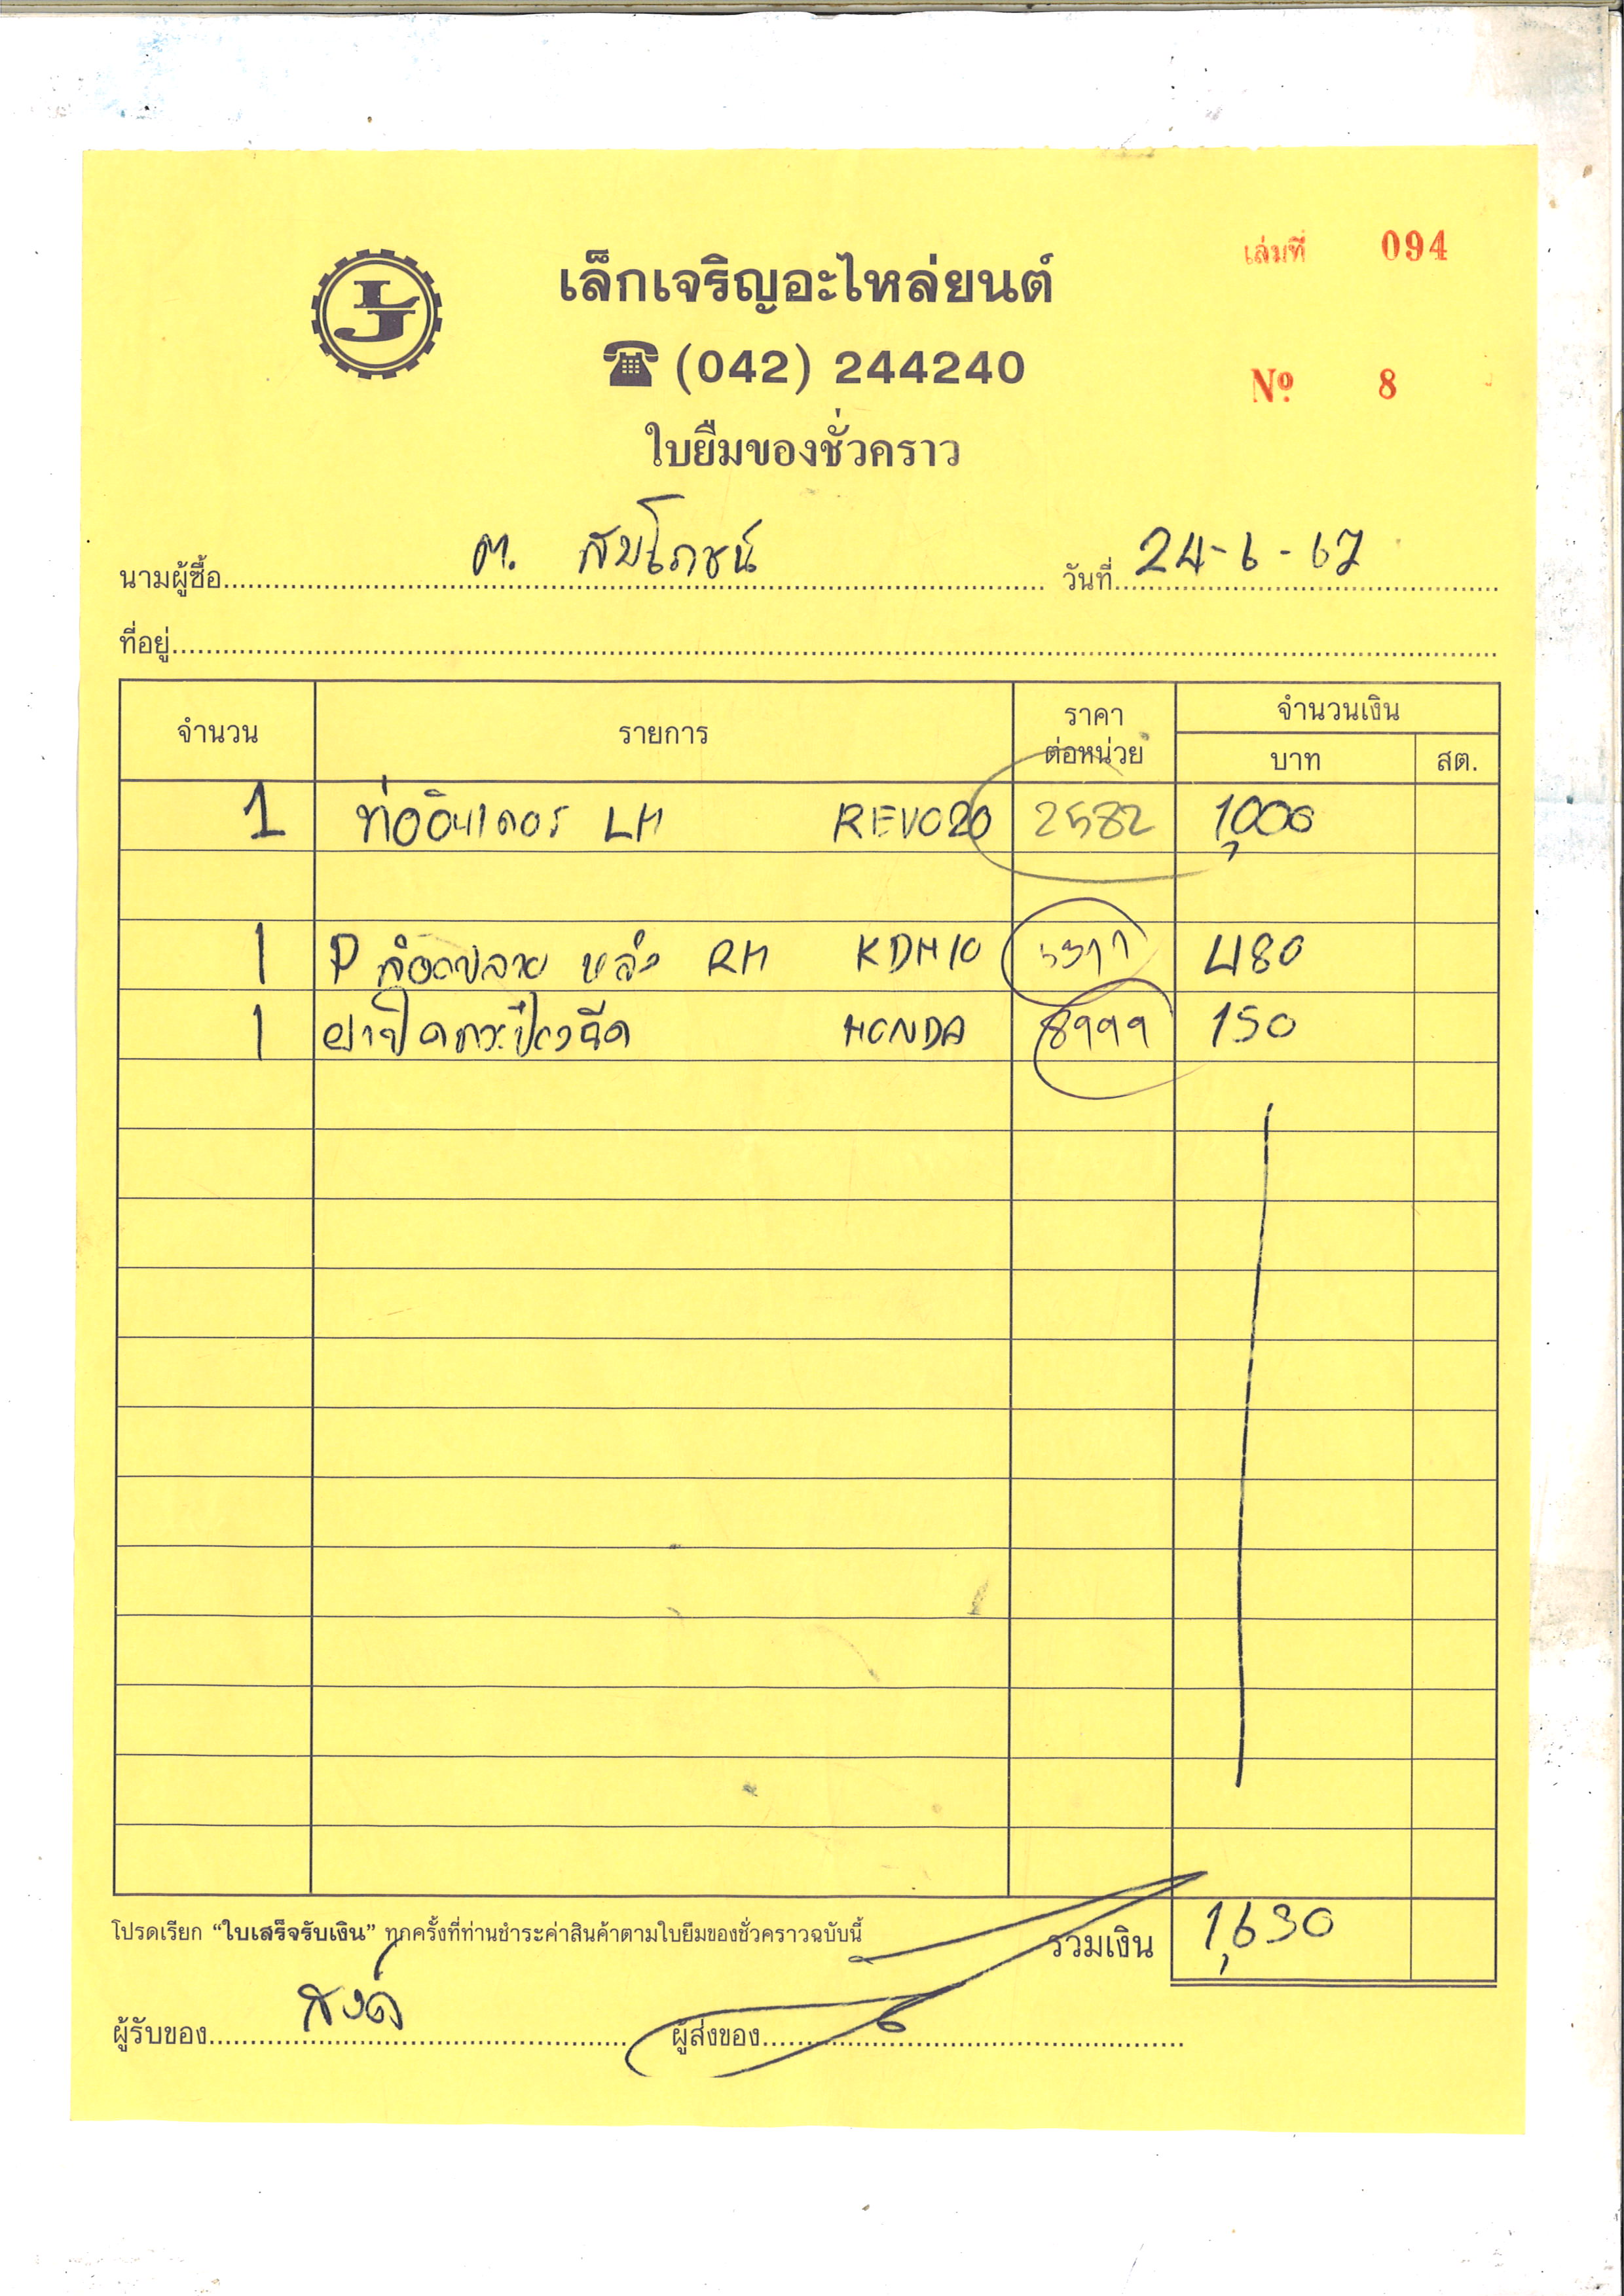 เล่มที่ 094
เล็กเจริญอะไหล่ยนต์
(042) 244240
Nº 8
ใบยืมของชั่วคราว
นามผู้ซื้อ ต. สัมโภชน์ วันที่ 24-6-67
ที่อยู่
จำนวน รายการ ราคาต่อหน่วย จำนวนเงิน
บาท สต.
1 ท่ออินเตอร์ LH REVO20 2582 1,000
1 P หลัง RH KDH10 480
1 ฝาปิดกระป๋องฉีด HONDA 8999 150
โปรดเรียก “ใบเสร็จรับเงิน” ทุกครั้งที่ท่านชำระค่าสินค้าตามใบยืมของชั่วคราวฉบับนี้ รวมเงิน 1,630
ผู้รับของ ผู้ส่งของ